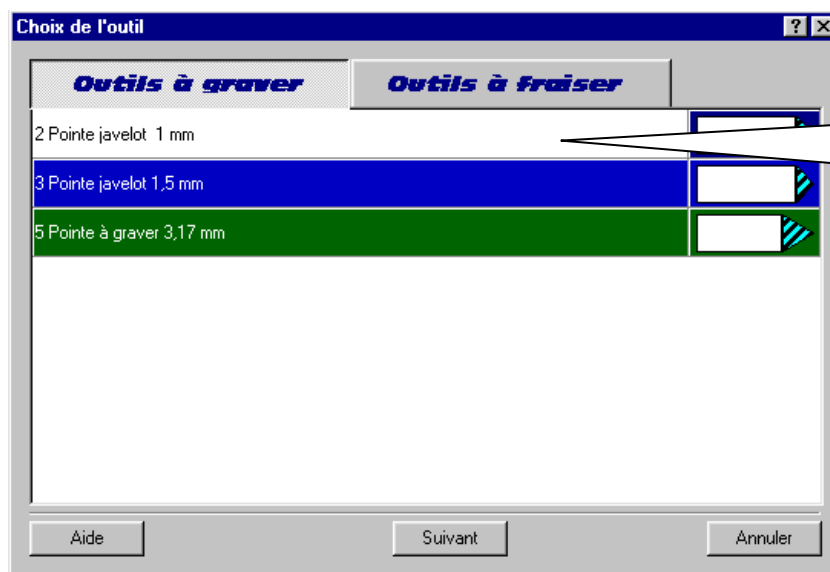 Choix de l'outil
Outils à graver Outils à fraiser
2 Pointe javelot 1 mm
3 Pointe javelot 1,5 mm
5 Pointe à graver 3,17 mm
Aide Suivant Annuler